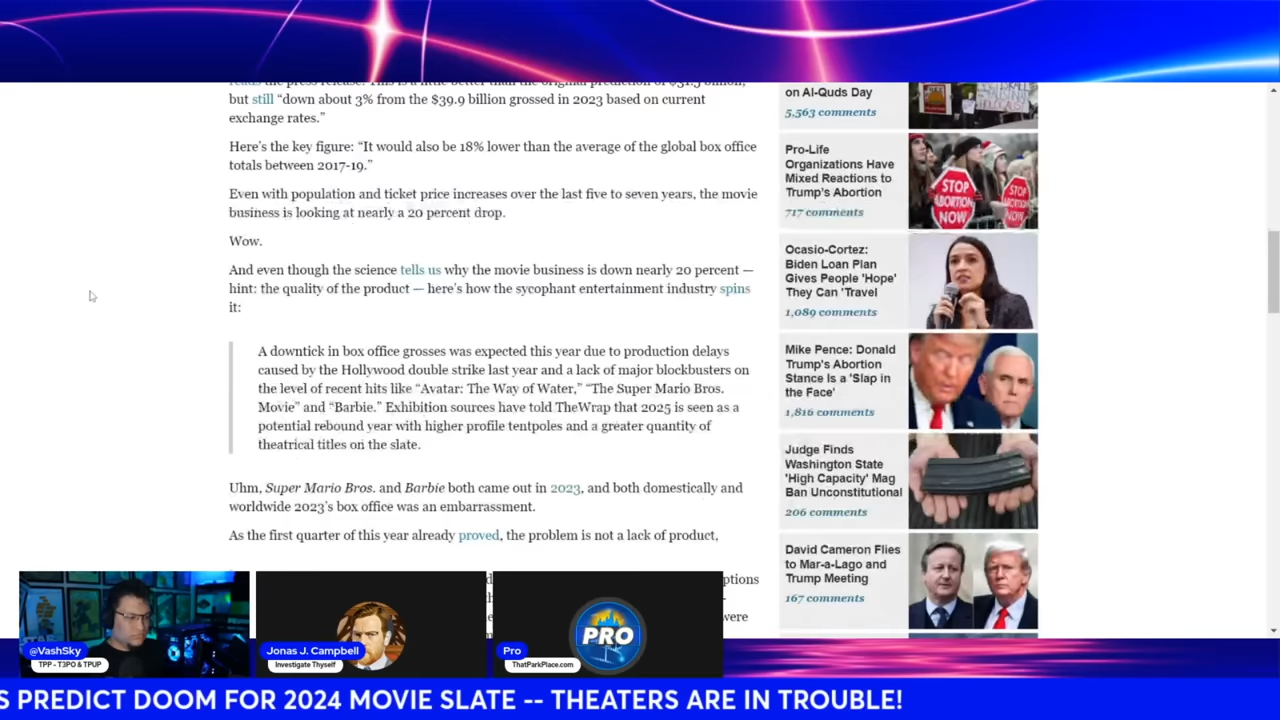 reads the press release. This is a little better than the original prediction of $31.5 billion,
but still “down about 3% from the $39.9 billion grossed in 2023 based on current
exchange rates.”
Here’s the key figure: “It would also be 18% lower than the average of the global box office
totals between 2017-19.”
Even with population and ticket price increases over the last five to seven years, the movie
business is looking at nearly a 20 percent drop.
Wow.
And even though the science tells us why the movie business is down nearly 20 percent —
hint: the quality of the product — here’s how the sycophant entertainment industry spins
it:
A downtick in box office grosses was expected this year due to production delays
caused by the Hollywood double strike last year and a lack of major blockbusters on
the level of recent hits like “Avatar: The Way of Water,” “The Super Mario Bros.
Movie” and “Barbie.” Exhibition sources have told TheWrap that 2025 is seen as a
potential rebound year with higher profile tentpoles and a greater quantity of
theatrical titles on the slate.
Uhm, Super Mario Bros. and Barbie both came out in 2023, and both domestically and
worldwide 2023’s box office was an embarrassment.
As the first quarter of this year already proved, the problem is not a lack of product,
ptions
were
on Al-Quds Day
5,563 comments
Pro-Life
Organizations Have
Mixed Reactions to
Trump's Abortion
717 comments
STOP
ABORTION
NOW
STOP
ABORTION
NOW
Ocasio-Cortez:
Biden Loan Plan
Gives People 'Hope'
They Can 'Travel
1,089 comments
Mike Pence: Donald
Trump's Abortion
Stance Is a 'Slap in
the Face'
1,816 comments
Judge Finds
Washington State
'High Capacity' Mag
Ban Unconstitutional
206 comments
David Cameron Flies
to Mar-a-Lago and
Trump Meeting
167 comments
@VashSky
TPP - T3PO & TPUP
Jonas J. Campbell
Investigate Thyself
PRO
Pro
ThatParkPlace.com
S PREDICT DOOM FOR 2024 MOVIE SLATE -- THEATERS ARE IN TROUBLE!